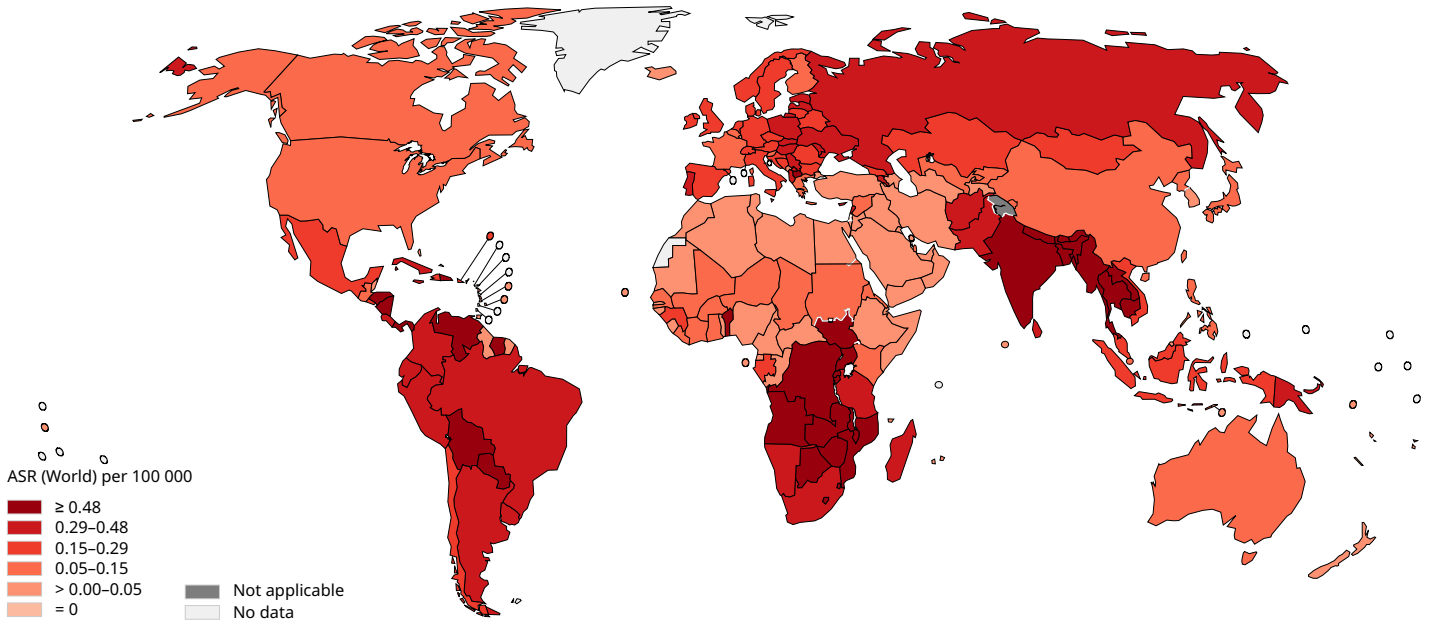 ASR (World) per 100 000
≥ 0.48
0.29–0.48
0.15–0.29
0.05–0.15
> 0.00–0.05
= 0
Not applicable
No data